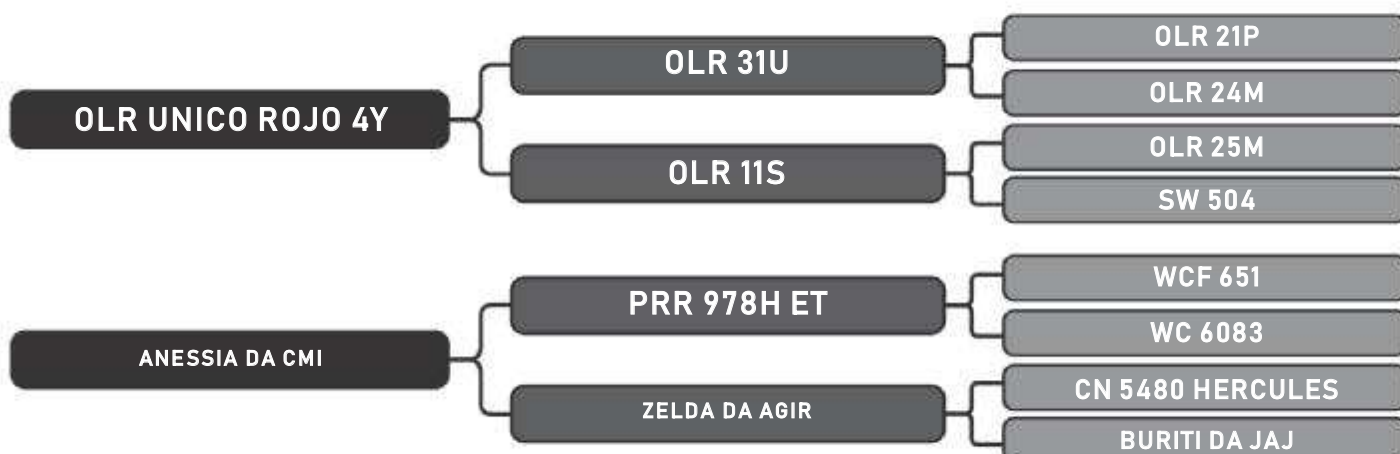 OLR UNICO ROJO 4Y
OLR 31U
OLR 21P
OLR 24M
OLR 11S
OLR 25M
SW 504
ANESSIA DA CMI
PRR 978H ET
WCF 651
WC 6083
ZELDA DA AGIR
CN 5480 HERCULES
BURITI DA JAJ